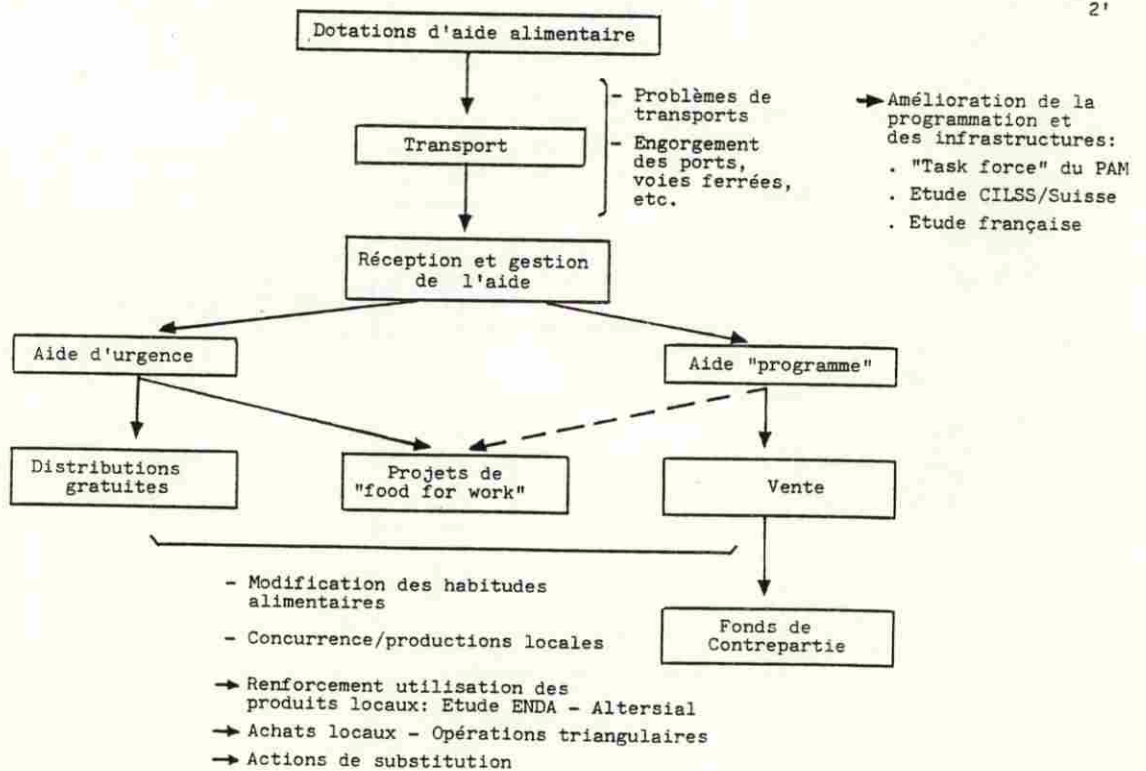 2'
Dotations d'aide alimentaire
Transport
- Problèmes de
transports
- Engorgement
des ports,
voies ferrées,
etc.
→ Amélioration de la
programmation et
des infrastructures:
. "Task force" du PAM
. Etude CILSS/Suisse
. Etude française
Réception et gestion
de l'aide
Aide d'urgence
Aide "programme"
Distributions
gratuites
Projets de
"food for work"
Vente
- Modification des habitudes
alimentaires
- Concurrence/productions locales
→ Renforcement utilisation des
produits locaux: Etude ENDA - Altersial
→ Achats locaux - Opérations triangulaires
→ Actions de substitution
Fonds de
Contrepartie